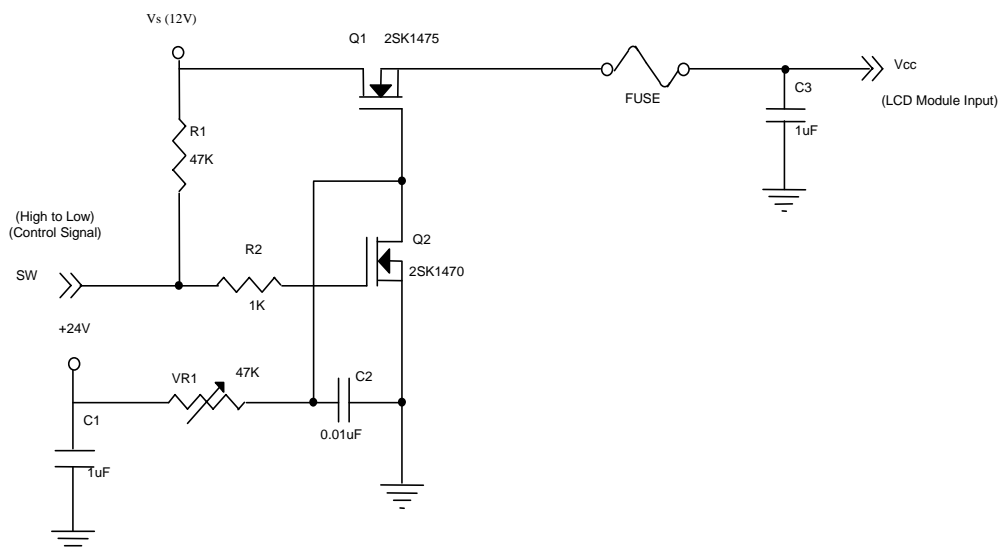 Vs (12V)
Q1 2SK1475
Vcc
(LCD Module Input)
FUSE
C3
1uF
R1
47K
(High to Low)
(Control Signal)
SW
R2
1K
Q2
2SK1470
+24V
VR1
47K
C2
0.01uF
C1
1uF